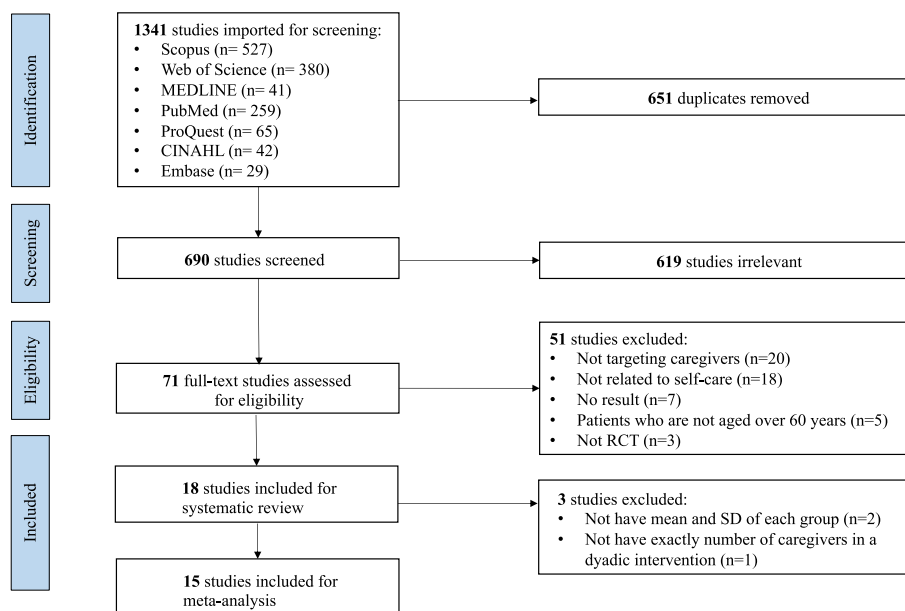 Identification
1341 studies imported for screening:
• Scopus (n= 527)
• Web of Science (n= 380)
• MEDLINE (n= 41)
• PubMed (n= 259)
• ProQuest (n= 65)
• CINAHL (n= 42)
• Embase (n= 29)
651 duplicates removed
Screening
690 studies screened
619 studies irrelevant
Eligibility
71 full-text studies assessed
for eligibility
51 studies excluded:
• Not targeting caregivers (n=20)
• Not related to self-care (n=18)
• No result (n=7)
• Patients who are not aged over 60 years (n=5)
• Not RCT (n=3)
Included
18 studies included for
systematic review
3 studies excluded:
• Not have mean and SD of each group (n=2)
• Not have exactly number of caregivers in a
dyadic intervention (n=1)
15 studies included for
meta-analysis